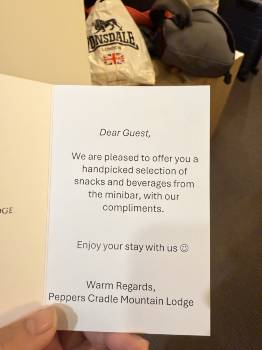 LONSDALE
LONDON
Dear Guest,
We are pleased to offer you a
handpicked selection of
snacks and beverages from
the minibar, with our
compliments.
Enjoy your stay with us ☺
Warm Regards,
Peppers Cradle Mountain Lodge